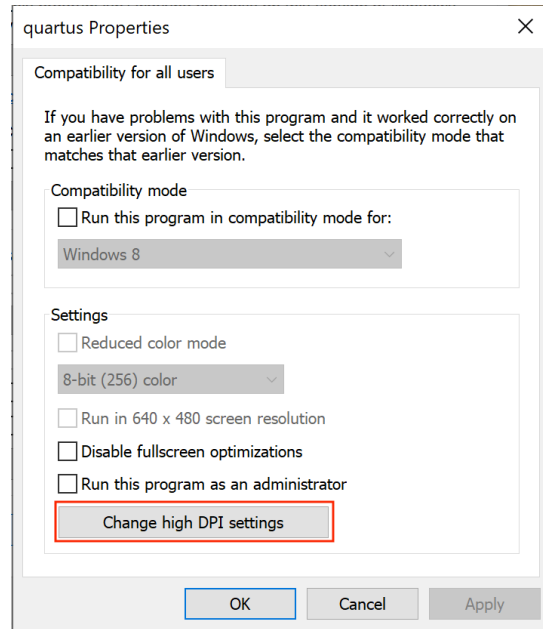 quartus Properties
Compatibility for all users
If you have problems with this program and it worked correctly on
an earlier version of Windows, select the compatibility mode that
matches that earlier version.
Compatibility mode
Run this program in compatibility mode for:
Windows 8
Settings
Reduced color mode
8-bit (256) color
Run in 640 x 480 screen resolution
Disable fullscreen optimizations
Run this program as an administrator
Change high DPI settings
OK Cancel Apply